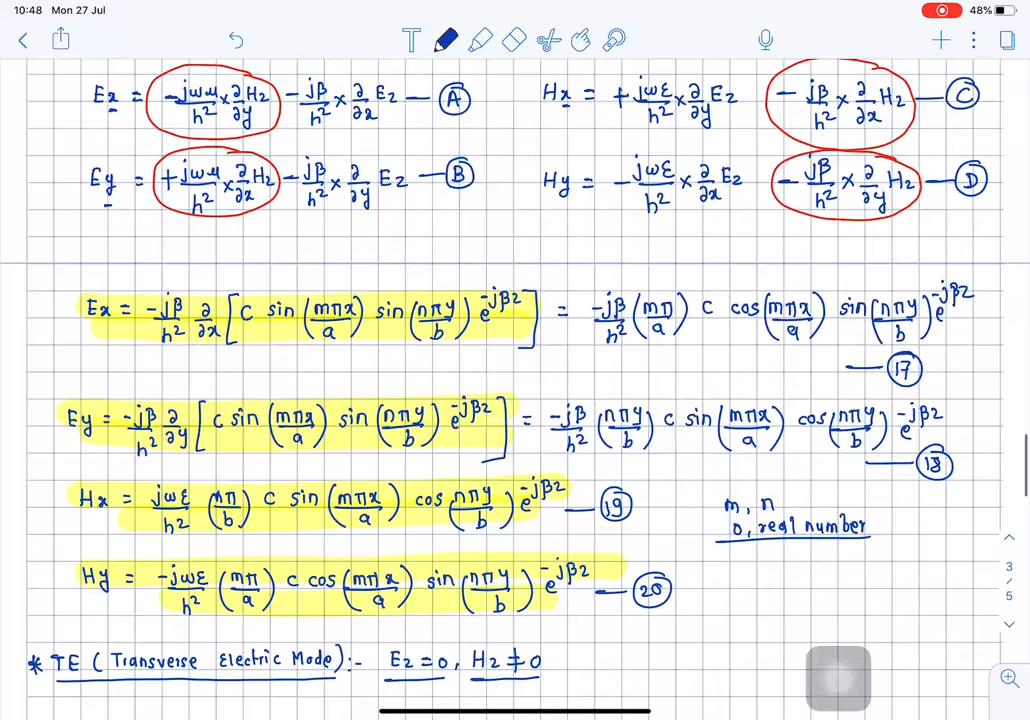 10:48 Mon 27 Jul 48%
Ex = -jωμ/h² × ∂/∂y Hz - jβ/h² × ∂/∂x Ez — (A)
Hx = +jωε/h² × ∂/∂y Ez - jβ/h² × ∂/∂x Hz — (C)
Ey = +jωμ/h² × ∂/∂x Hz - jβ/h² × ∂/∂y Ez — (B)
Hy = -jωε/h² × ∂/∂x Ez - jβ/h² × ∂/∂y Hz — (D)
Ex = -jβ/h² ∂/∂x [C sin (mπx/a) sin (nπy/b) e^-jβz] = -jβ/h² (mπ/a) C cos (mπx/a) sin (nπy/b) e^-jβz
— (17)
Ey = -jβ/h² ∂/∂y [C sin (mπx/a) sin (nπy/b) e^-jβz] = -jβ/h² (nπy/b) C sin (mπx/a) cos (nπy/b) e^-jβz
— (18)
Hx = jωε/h² (mπ/b) C sin (mπx/a) cos (nπy/b) e^-jβz — (19)
m, n
0, real number
Hy = -jωε/h² (mπ/a) C cos (mπx/a) sin (nπy/b) e^-jβz — (20)
3
/
5
* TE (Transverse Electric Mode):- Ez = 0, Hz ≠ 0